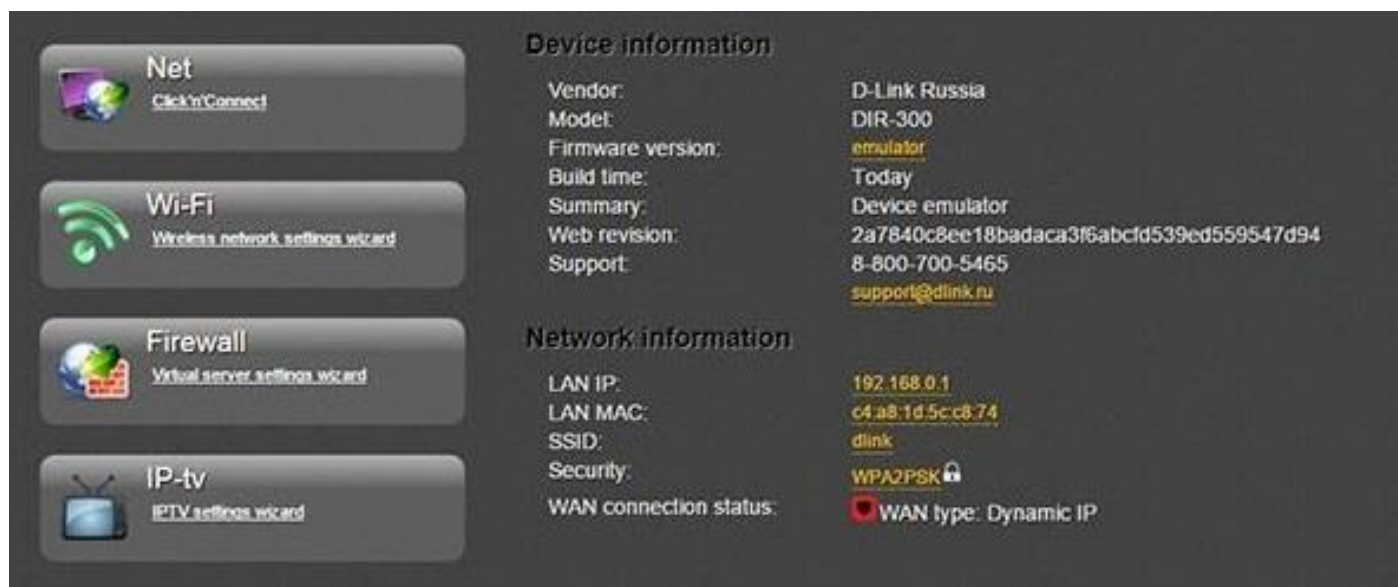 Net
Click'n'Connect
Wi-Fi
Wireless network settings wizard
Firewall
Virtual server settings wizard
IP-tv
IPTV settings wizard
Device information
Vendor: D-Link Russia
Model: DIR-300
Firmware version: emulator
Build time: Today
Summary: Device emulator
Web revision: 2a7840c8ee18badaca3f6abcfd539ed559547d94
Support: 8-800-700-5465
support@dlink.ru
Network information
LAN IP: 192.168.0.1
LAN MAC: c4:a8:1d:5c:c8:74
SSID: dlink
Security: WPA2PSK
WAN connection status: WAN type: Dynamic IP